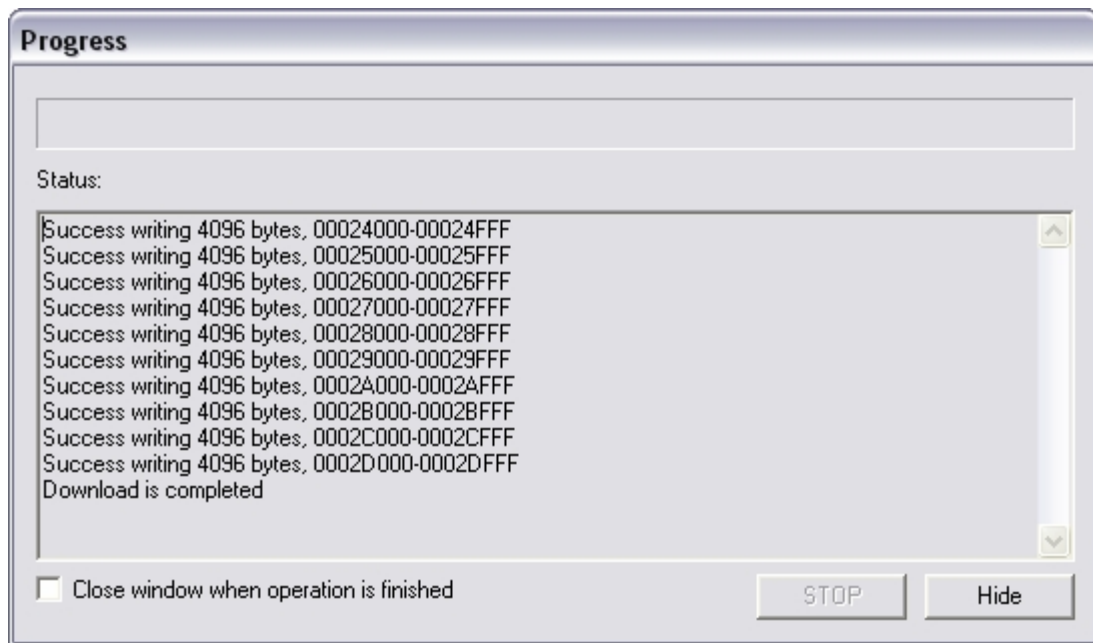 Progress
Status:
Success writing 4096 bytes, 00024000-00024FFF
Success writing 4096 bytes, 00025000-00025FFF
Success writing 4096 bytes, 00026000-00026FFF
Success writing 4096 bytes, 00027000-00027FFF
Success writing 4096 bytes, 00028000-00028FFF
Success writing 4096 bytes, 00029000-00029FFF
Success writing 4096 bytes, 0002A000-0002AFFF
Success writing 4096 bytes, 0002B000-0002BFFF
Success writing 4096 bytes, 0002C000-0002CFFF
Success writing 4096 bytes, 0002D000-0002DFFF
Download is completed
Close window when operation is finished
STOP
Hide